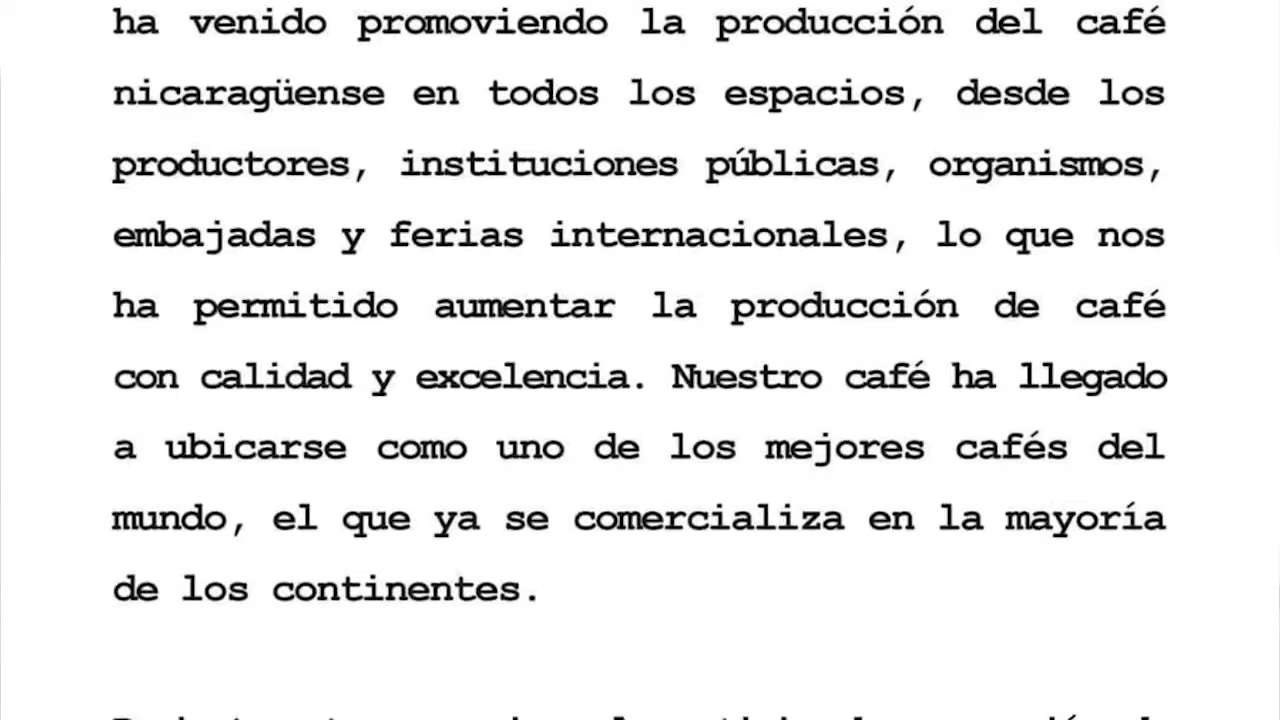 ha venido promoviendo la producción del café
nicaragüense en todos los espacios, desde los
productores, instituciones públicas, organismos,
embajadas y ferias internacionales, lo que nos
ha permitido aumentar la producción de café
con calidad y excelencia. Nuestro café ha llegado
a ubicarse como uno de los mejores cafés del
mundo, el que ya se comercializa en la mayoría
de los continentes.